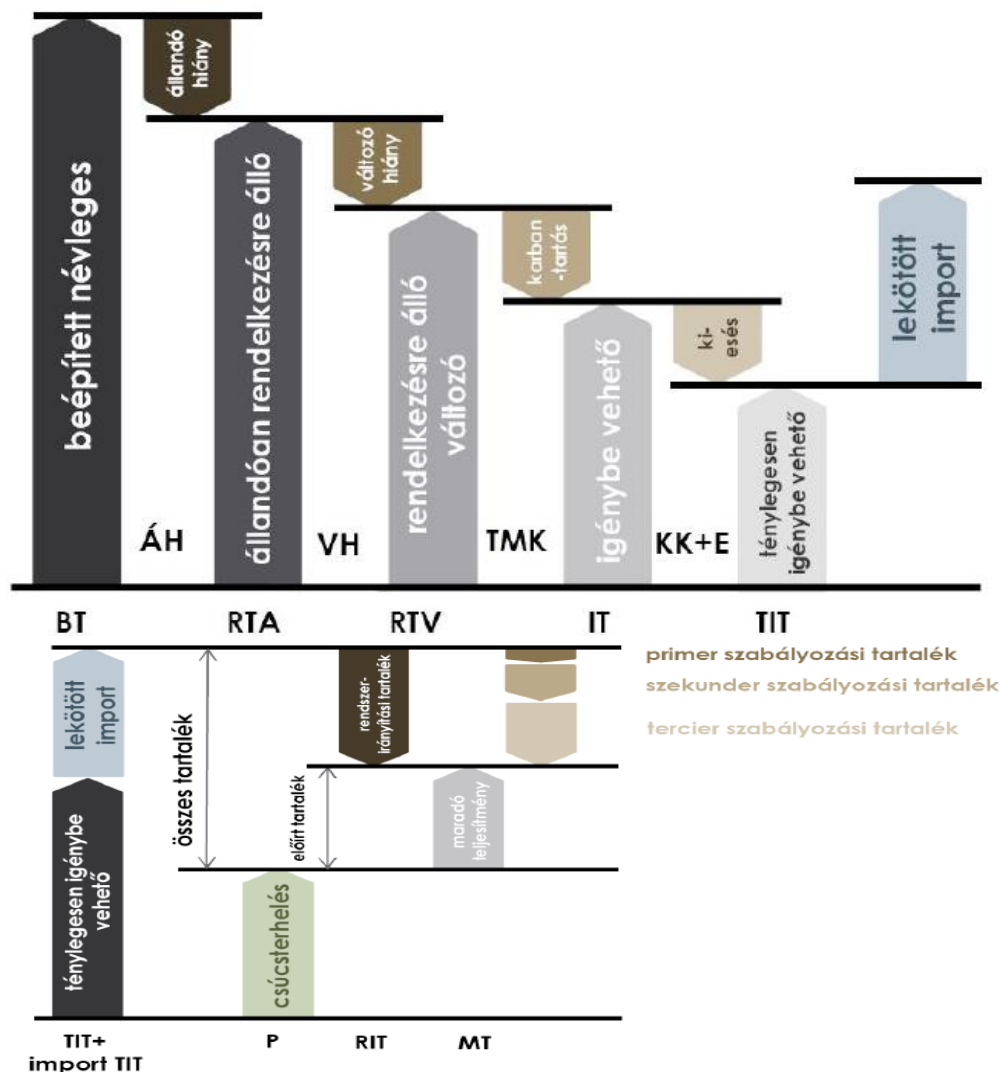 beépített névleges
állandó
hiány
állandóan rendelkezésre álló
változó
hiány
rendelkezésre álló
változó
karban
-tartás
igénybe vehető
ki-
esés
ténylegesen
igénybe vehető
lekötött
import
ÁH
VH
TMK
KK+E
BT
RTA
RTV
IT
TIT
lekötött
import
ténylegesen igénybe
vehető
összes tartalék
csúcsterhelés
előírt tartalék
rendszer-
irányítási tartalék
maradó
teljesítmény
primer szabályozási tartalék
szekunder szabályozási tartalék
tercier szabályozási tartalék
TIT+
import TIT
P
RIT
MT